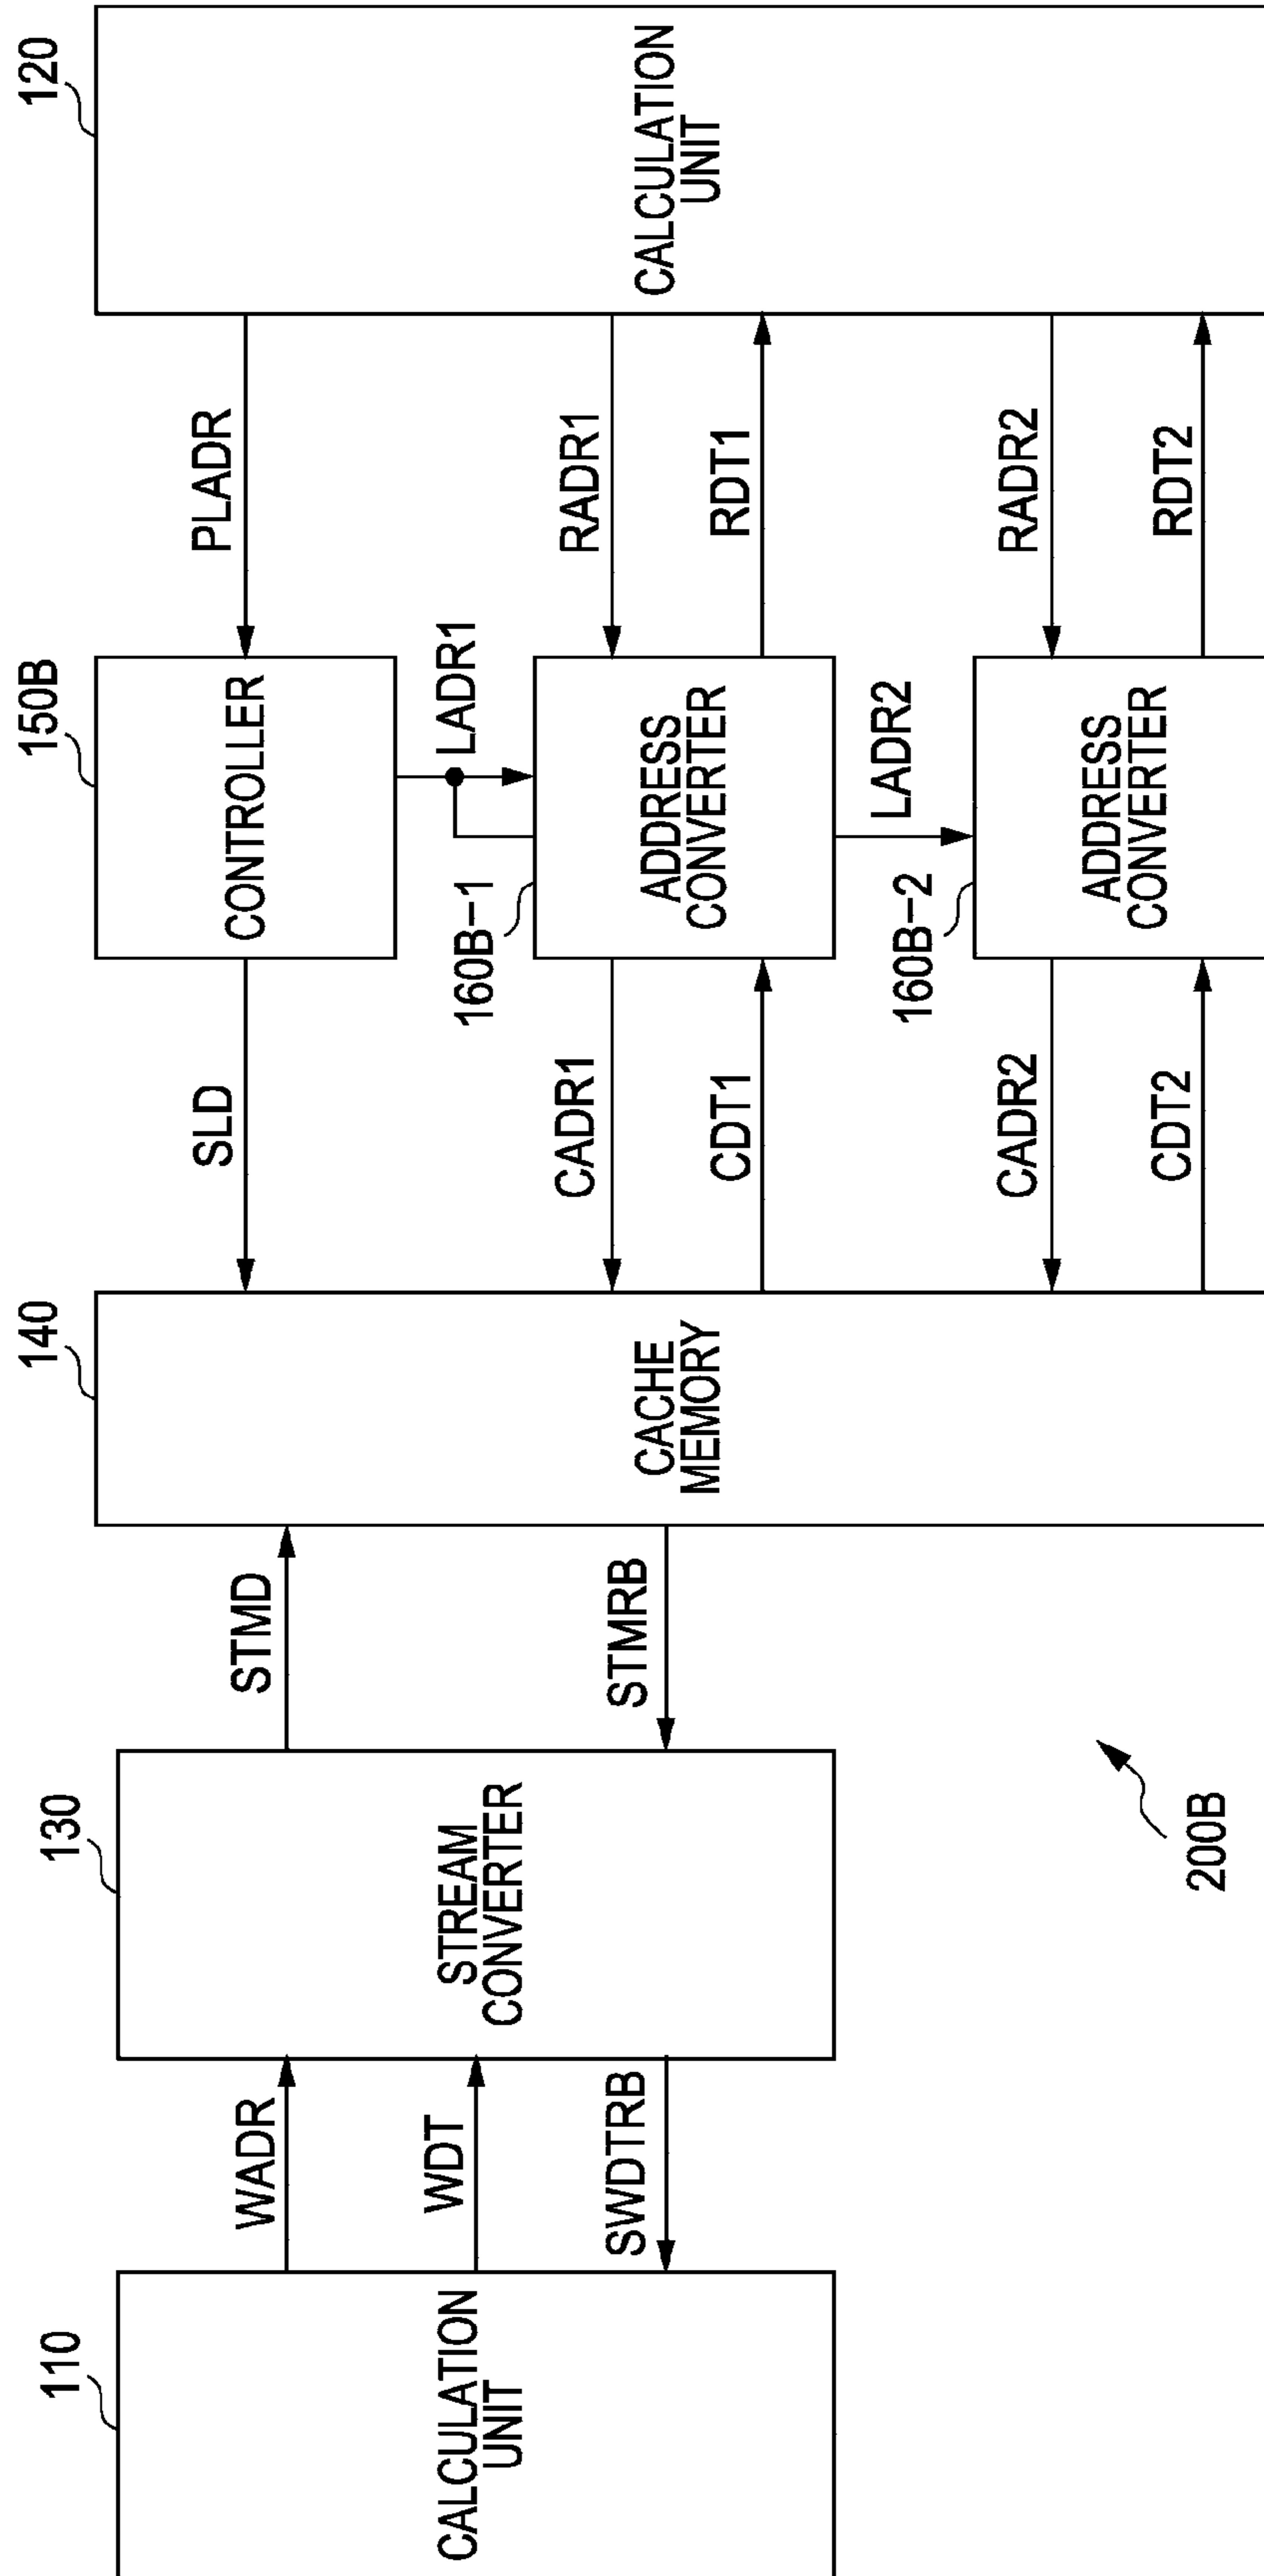 110
CALCULATION
UNIT
WADR
WDT
SWDTRB
130
STREAM
CONVERTER
STMD
STMRB
140
CACHE
MEMORY
SLD
CADR1
CDT1
CADR2
CDT2
150B
CONTROLLER
LADR1
160B–1
ADDRESS
CONVERTER
LADR2
160B–2
ADDRESS
CONVERTER
PLADR
RADR1
RDT1
RADR2
RDT2
120
CALCULATION
UNIT
200B